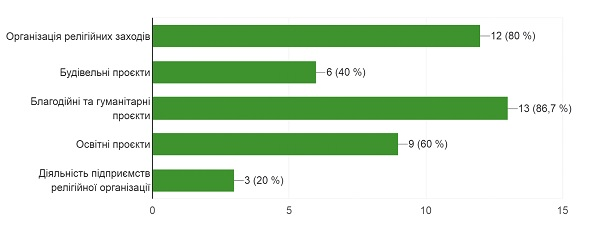 Організація релігійних заходів
12 (80 %)
Будівельні проєкти
6 (40 %)
Благодійні та гуманітарні
проєкти
13 (86,7 %)
Освітні проєкти
9 (60 %)
Діяльність підприємств
релігійної організації
3 (20 %)
0
5
10
15